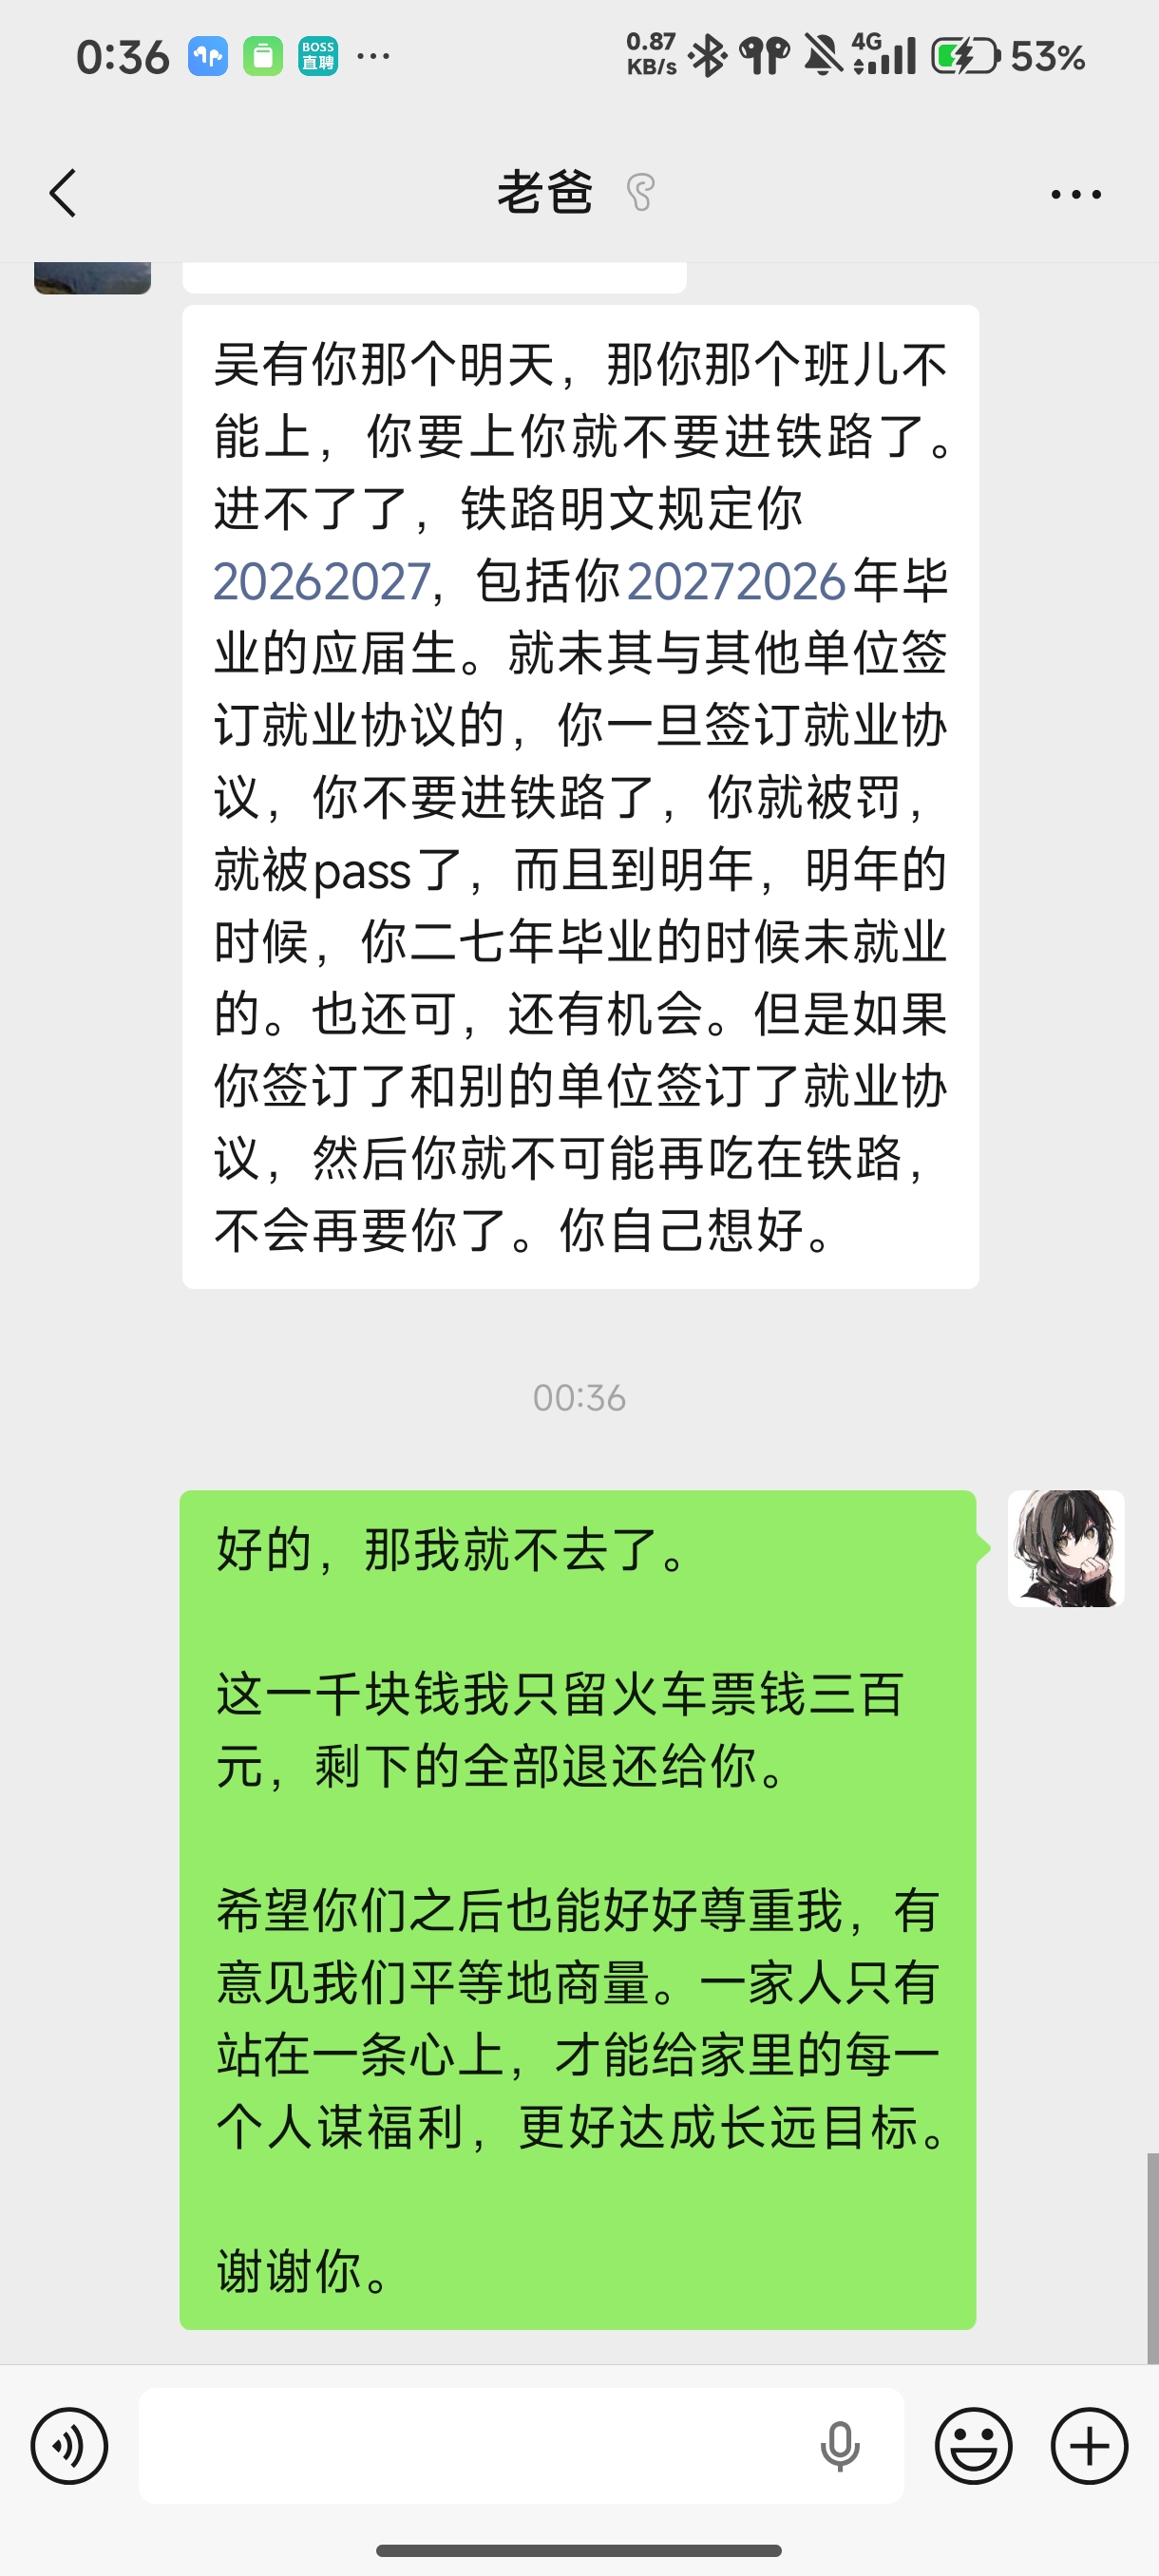 0:36
BOSS
直聘
...
0.87
KB/s
4G
53%
老爸
吴有你那个明天，那你那个班儿不
能上，你要上你就不要进铁路了。
进不了了，铁路明文规定你
20262027，包括你20272026年毕
业的应届生。就未其与其他单位签
订就业协议的，你一旦签订就业协
议，你不要进铁路了，你就被罚，
就被pass了，而且到明年，明年的
时候，你二七年毕业的时候未就业
的。也还可，还有机会。但是如果
你签订了和别的单位签订了就业协
议，然后你就不可能再吃在铁路，
不会再要你了。你自己想好。
00:36
好的，那我就不去了。
这一千块钱我只留火车票钱三百
元，剩下的全部退还给你。
希望你们之后也能好好尊重我，有
意见我们平等地商量。一家人只有
站在一条心上，才能给家里的每一
个人谋福利，更好达成长远目标。
谢谢你。